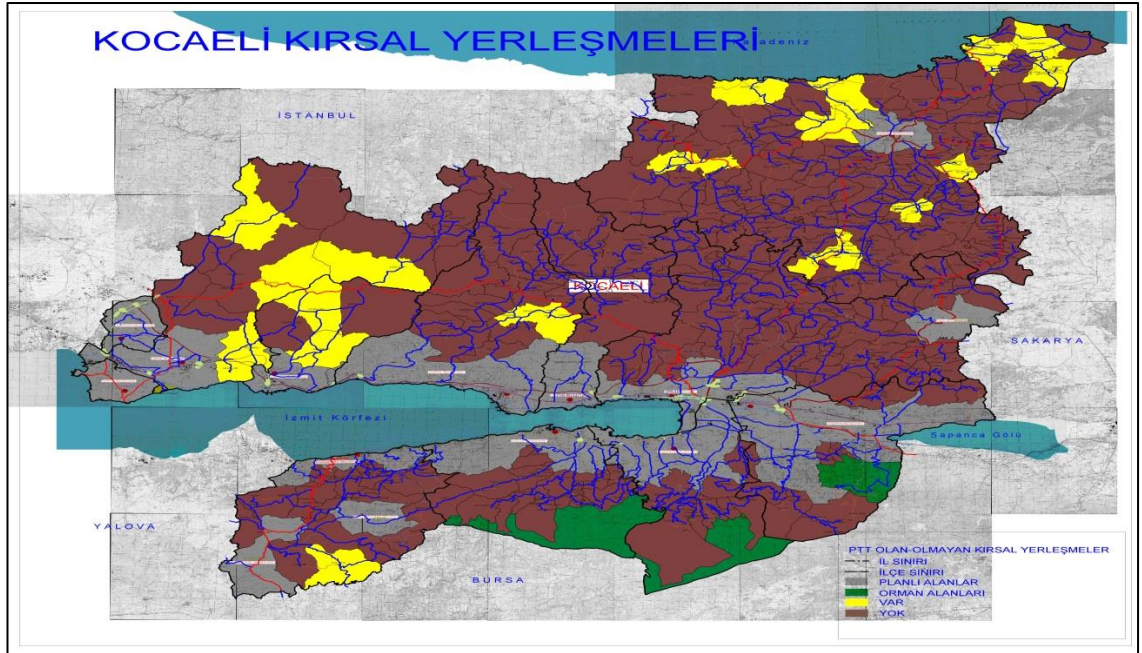 KOCAELİ KIRSAL YERLEŞMELERİ
adeniz
İSTANBUL
KOCAELİ
SAKARYA
İzmit Körfezi
Sapanca Gölü
YALOVA
BURSA
PTT OLAN-OLMAYAN KIRSAL YERLEŞMELER
İL SINIRI
İLÇE SINIRI
PLANLI ALANLAR
ORMAN ALANLARI
VAR
YOK